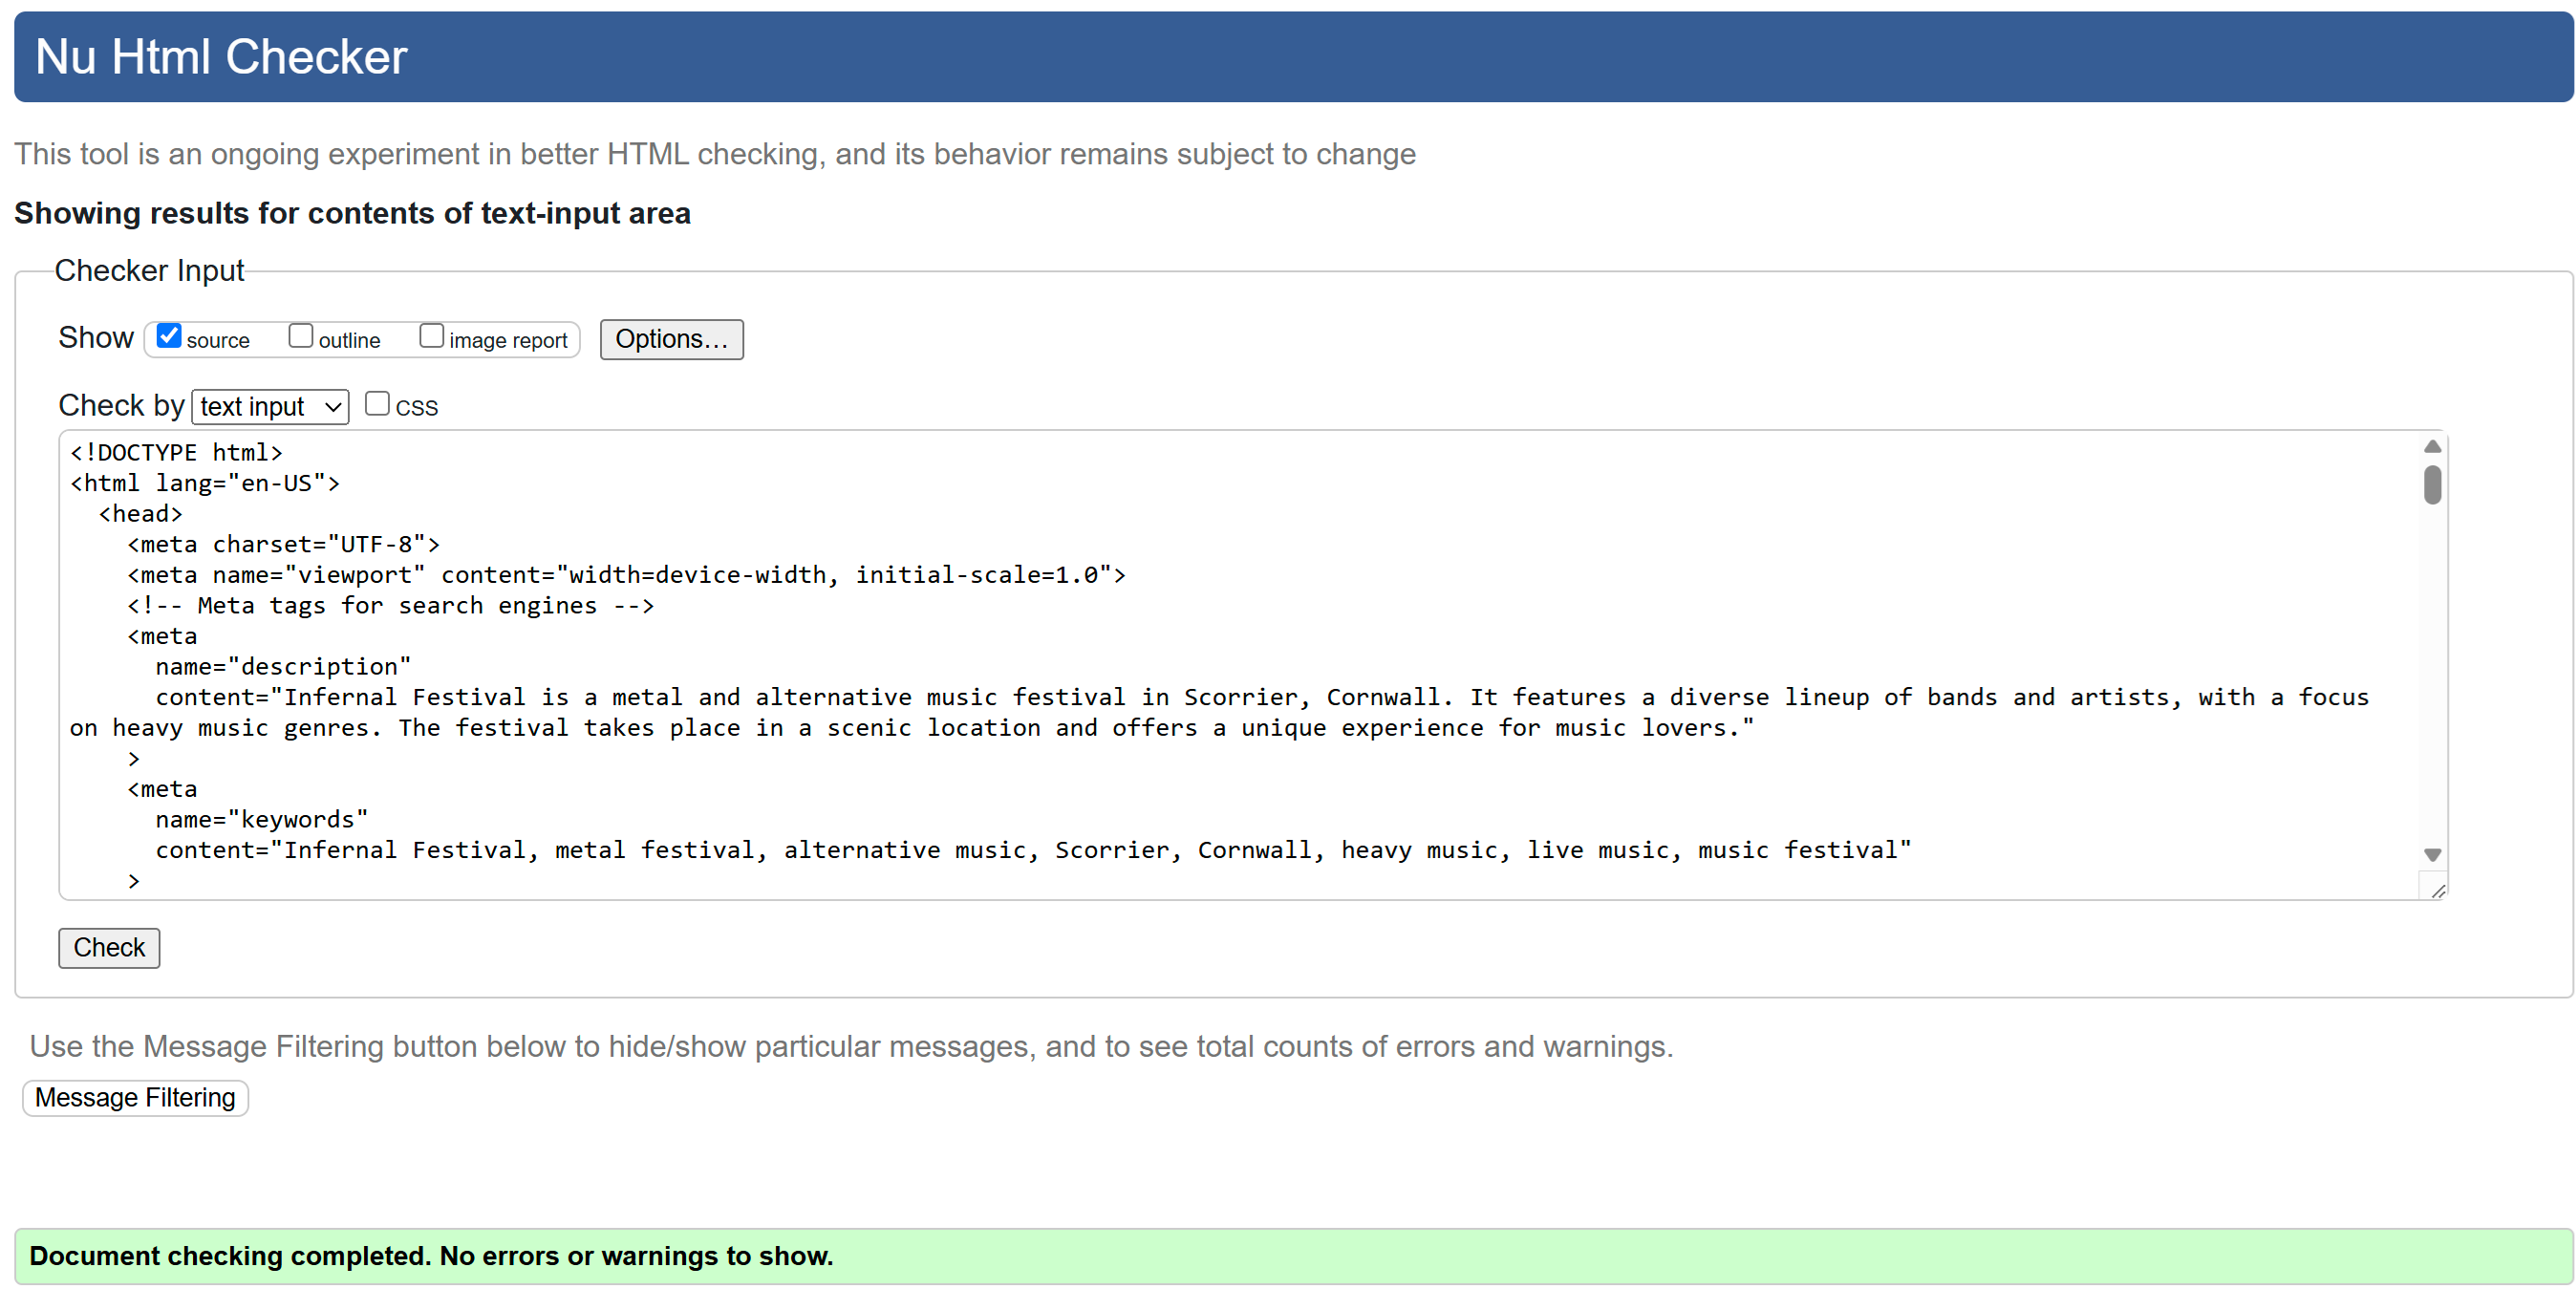 Nu Html Checker
This tool is an ongoing experiment in better HTML checking, and its behavior remains subject to change
Showing results for contents of text-input area
Checker Input
Show source outline image report Options…
Check by text input CSS
<!DOCTYPE html>
<html lang="en-US">
  <head>
    <meta charset="UTF-8">
    <meta name="viewport" content="width=device-width, initial-scale=1.0">
    <!-- Meta tags for search engines -->
    <meta
      name="description"
      content="Infernal Festival is a metal and alternative music festival in Scorrier, Cornwall. It features a diverse lineup of bands and artists, with a focus
on heavy music genres. The festival takes place in a scenic location and offers a unique experience for music lovers."
    >
    <meta
      name="keywords"
      content="Infernal Festival, metal festival, alternative music, Scorrier, Cornwall, heavy music, live music, music festival"
    >
Check
Use the Message Filtering button below to hide/show particular messages, and to see total counts of errors and warnings.
Message Filtering
Document checking completed. No errors or warnings to show.